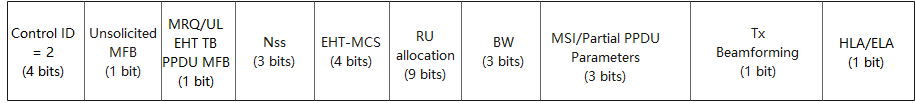 Control ID
= 2
(4 bits)
Unsolicited
MFB
(1 bit)
MRQ/UL
EHT TB
PPDU MFB
(1 bit)
Nss
(3 bits)
EHT-MCS
(4 bits)
RU
allocation
(9 bits)
BW
(3 bits)
MSI/Partial PPDU
Parameters
(3 bits)
Tx
Beamforming
(1 bit)
HLA/ELA
(1 bit)